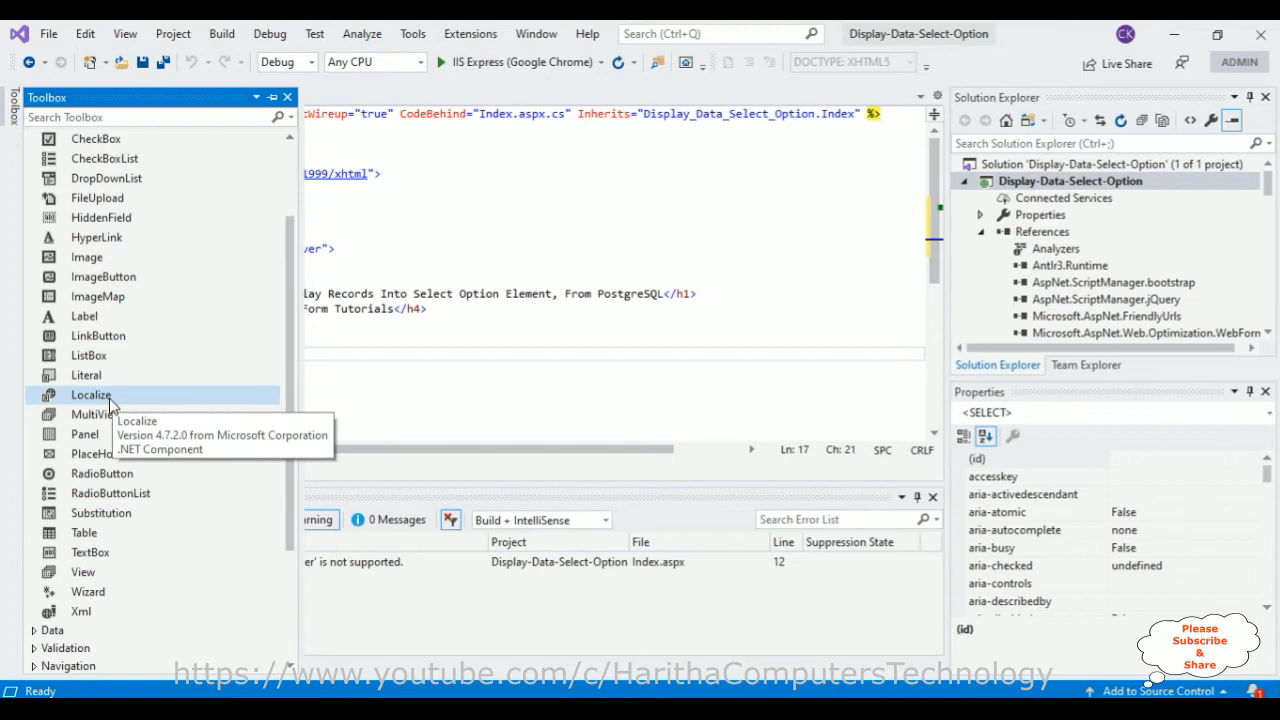 File Edit View Project Build Debug Test Analyze Tools Extensions Window Help Search (Ctrl+Q) Display-Data-Select-Option CK
Debug Any CPU IIS Express (Google Chrome) DOCTYPE: XHTML5 Live Share ADMIN
Toolbox
Toolbox
Search Toolbox
CheckBox
CheckBoxList
DropDownList
FileUpload
HiddenField
HyperLink
Image
ImageButton
ImageMap
Label
LinkButton
ListBox
Literal
Localize
MultiVie
Panel
PlaceHo
RadioButton
RadioButtonList
Substitution
Table
TextBox
View
Wizard
Xml
Data
Validation
Navigation
Localize
Version 4.7.2.0 from Microsoft Corporation
.NET Component
Wireup="true" CodeBehind="Index.aspx.cs" Inherits="Display_Data_Select_Option.Index" %>
1999/xhtml">
ver">
lay Records Into Select Option Element, From PostgreSQL</h1>
Form Tutorials</h4>
Ln: 17 Ch: 21 SPC CRLF
rning 0 Messages Build + IntelliSense Search Error List
Project File Line Suppression State
er' is not supported. Display-Data-Select-Option Index.aspx 12
Solution Explorer
Search Solution Explorer (Ctrl+;)
Solution 'Display-Data-Select-Option' (1 of 1 project)
Display-Data-Select-Option
Connected Services
Properties
References
Analyzers
Antlr3.Runtime
AspNet.ScriptManager.bootstrap
AspNet.ScriptManager.jQuery
Microsoft.AspNet.FriendlyUrls
Microsoft.AspNet.Web.Optimization.WebForn
Solution Explorer Team Explorer
Properties
<SELECT>
(id)
accesskey
aria-activedescendant
aria-atomic False
aria-autocomplete none
aria-busy False
aria-checked undefined
aria-controls
aria-describedby
(id)
Please
Subscribe
&
Share
https://www.youtube.com/c/HarithaComputersTechnology
Ready Add to Source Control 1